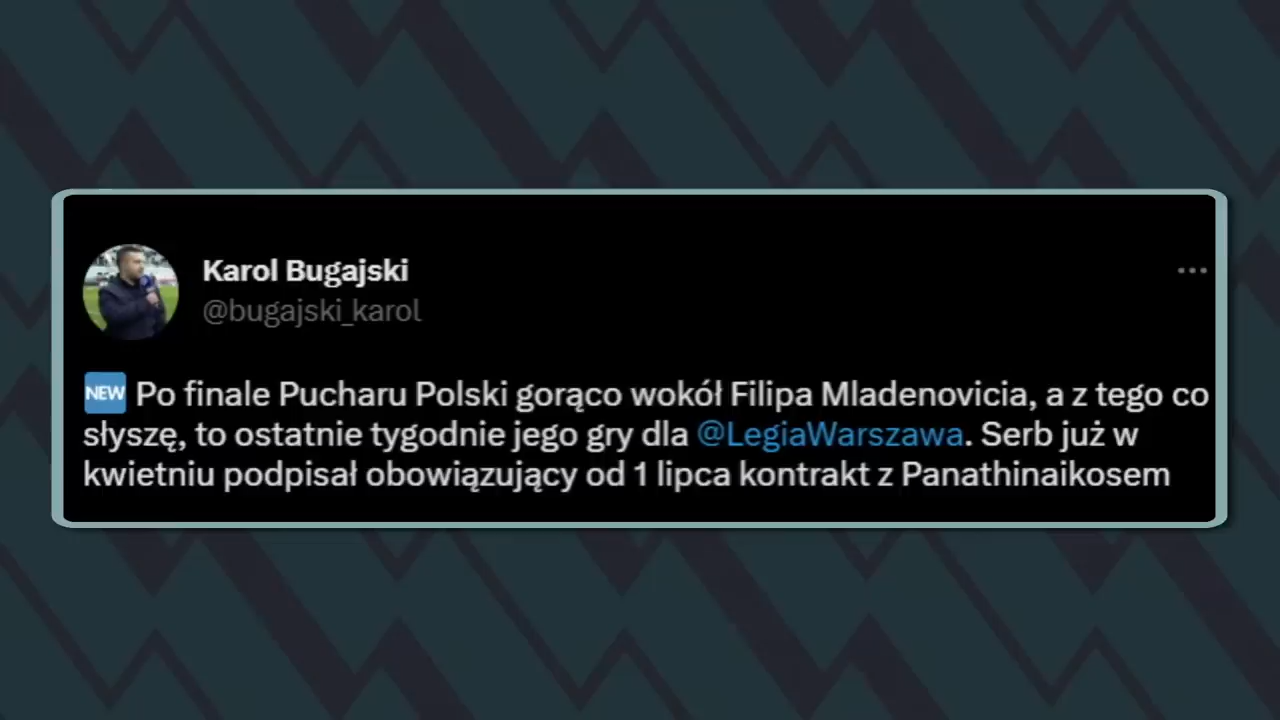 Karol Bugajski
@bugajski_karol
NEW Po finale Pucharu Polski gorąco wokół Filipa Mladenovicia, a z tego co
słyszę, to ostatnie tygodnie jego gry dla @LegiaWarszawa. Serb już w
kwietniu podpisał obowiązujący od 1 lipca kontrakt z Panathinaikosem